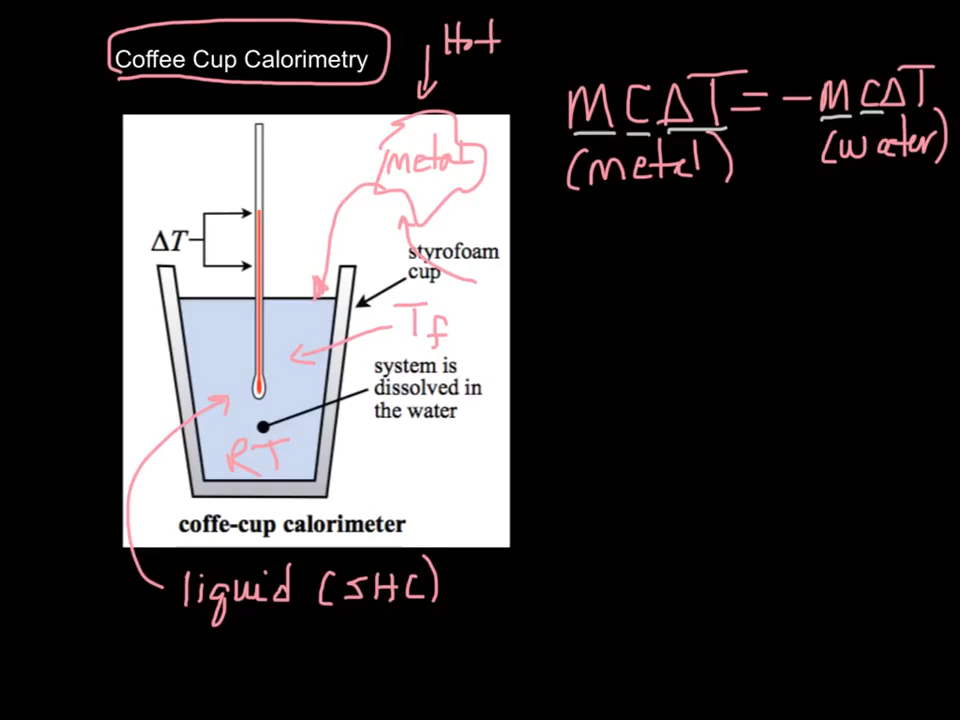 Coffee Cup Calorimetry
Hot
MCΔT = -MCΔT
(metal) (water)
metal
ΔT
styrofoam
cup
Tf
system is
dissolved in
the water
RT
coffe-cup calorimeter
liquid (SHC)